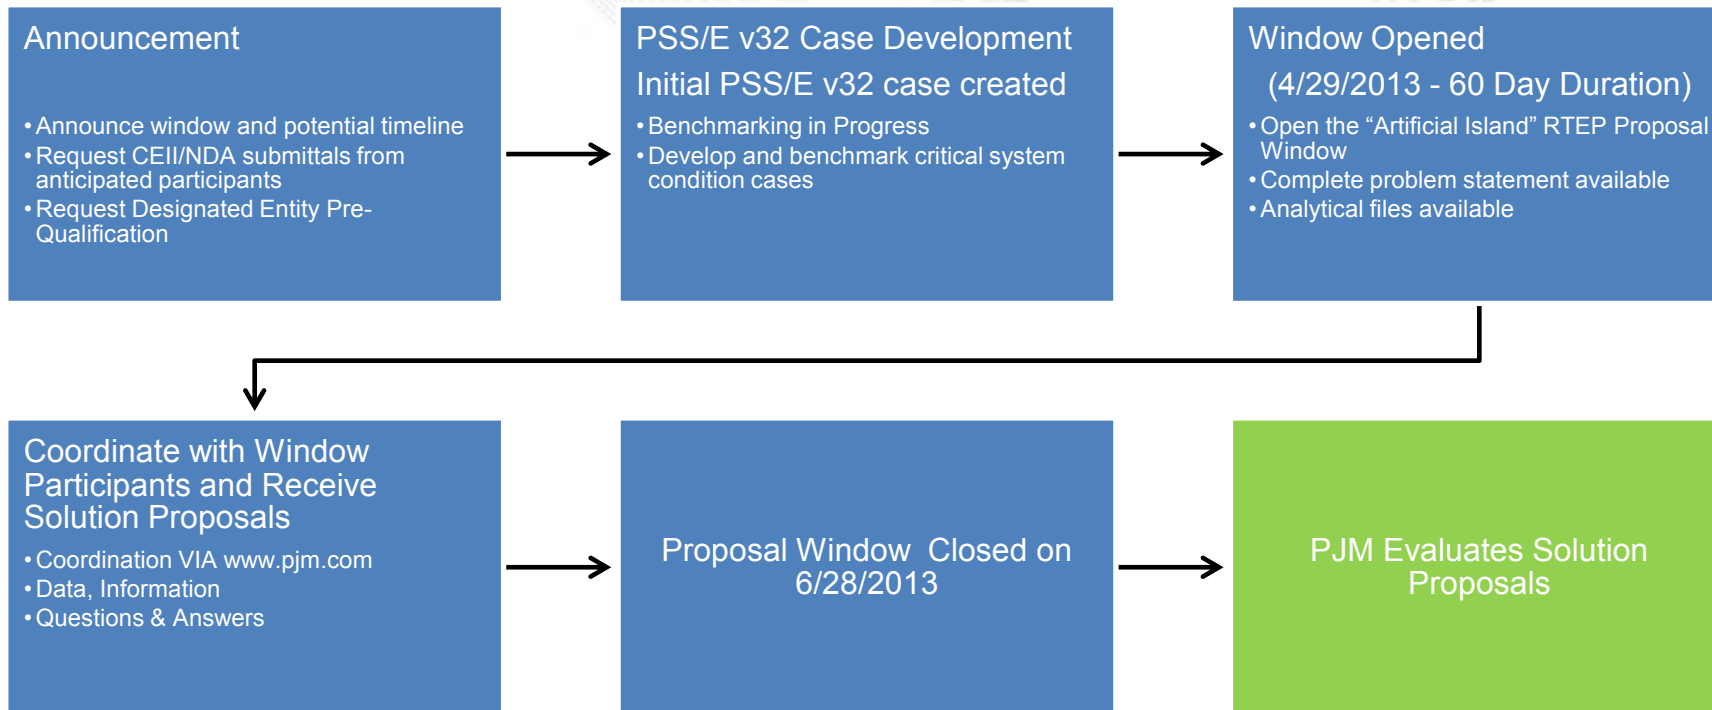 Announcement
• Announce window and potential timeline
• Request CEII/NDA submittals from
anticipated participants
• Request Designated Entity Pre-
Qualification
PSS/E v32 Case Development
Initial PSS/E v32 case created
• Benchmarking in Progress
• Develop and benchmark critical system
condition cases
Window Opened
(4/29/2013 - 60 Day Duration)
• Open the “Artificial Island” RTEP Proposal
Window
• Complete problem statement available
• Analytical files available
Coordinate with Window
Participants and Receive
Solution Proposals
• Coordination VIA www.pjm.com
• Data, Information
• Questions & Answers
Proposal Window Closed on
6/28/2013
PJM Evaluates Solution
Proposals